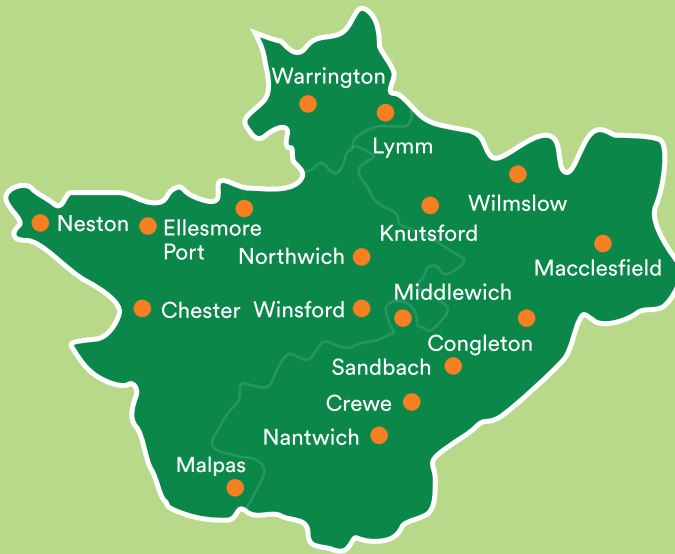 Warrington
Lymm
Wilmslow
Neston
Ellesmore
Port
Knutsford
Northwich
Macclesfield
Middlewich
Chester
Winsford
Congleton
Sandbach
Crewe
Nantwich
Malpas